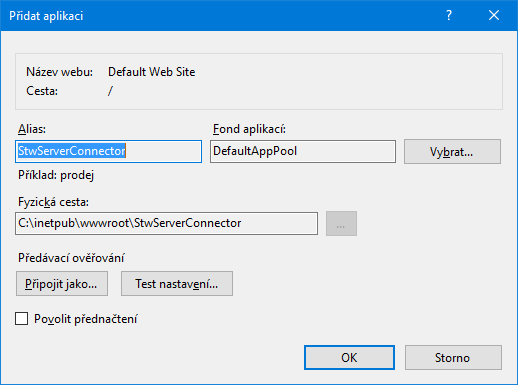 Přidat aplikaci
Název webu: Default Web Site
Cesta: /
Alias: Fond aplikací:
StwServerConnector DefaultAppPool Vybrat...
Příklad: prodej
Fyzická cesta:
C:\inetpub\wwwroot\StwServerConnector ...
Předávací ověřování
Připojit jako... Test nastavení...
Povolit přednačtení
OK Storno